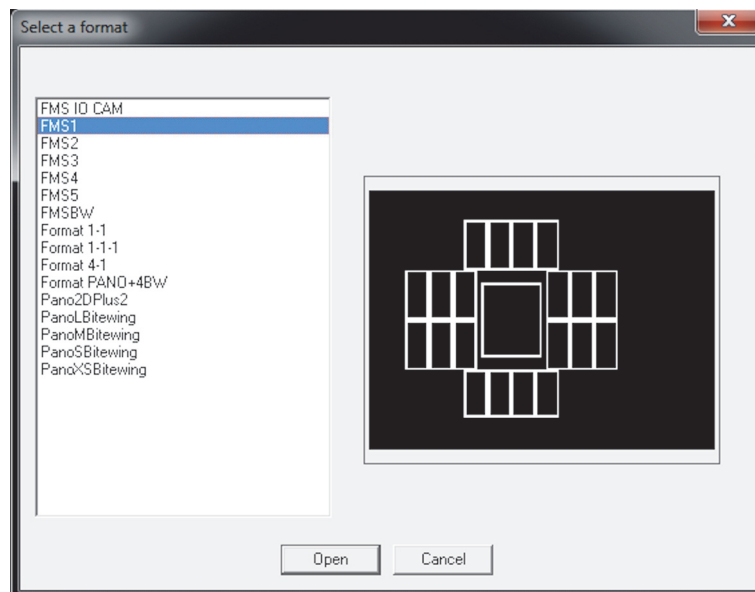 Select a format
FMS IO CAM
FMS1
FMS2
FMS3
FMS4
FMS5
FMSBW
Format 1-1
Format 1-1-1
Format 4-1
Format PANO+4BW
Pano2DPlus2
PanoLBitewing
PanoMBitewing
PanoSBitewing
PanoXSBitewing
Open
Cancel